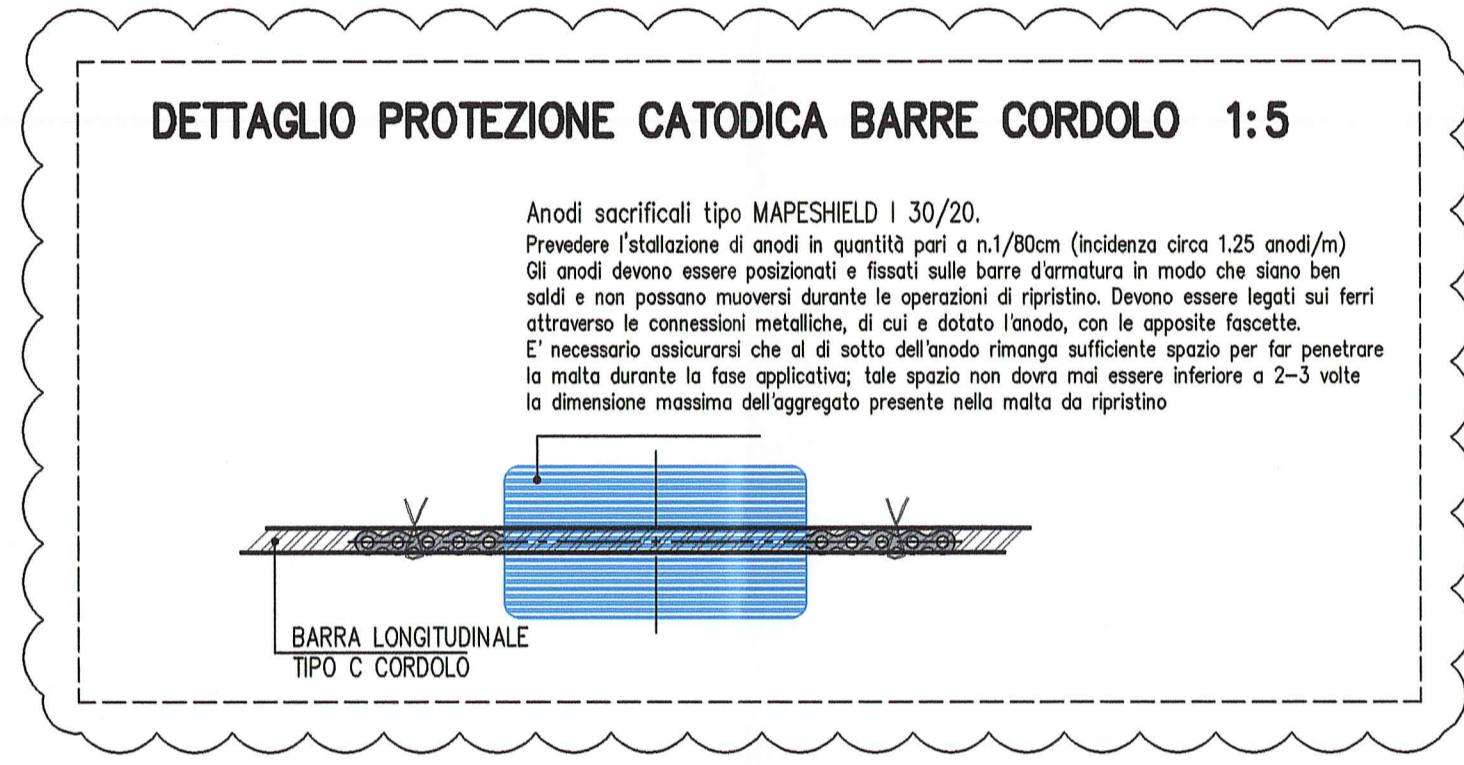 DETTAGLIO PROTEZIONE CATODICA BARRE CORDOLO 1:5
Anodi sacrificali tipo MAPESHIELD I 30/20.
Prevedere l'stallazione di anodi in quantità pari a n.1/80cm (incidenza circa 1.25 anodi/m)
Gli anodi devono essere posizionati e fissati sulle barre d'armatura in modo che siano ben
saldi e non possano muoversi durante le operazioni di ripristino. Devono essere legati sui ferri
attraverso le connessioni metalliche, di cui e dotato l'anodo, con le apposite fascette.
E' necessario assicurarsi che al di sotto dell'anodo rimanga sufficiente spazio per far penetrare
la malta durante la fase applicativa; tale spazio non dovra mai essere inferiore a 2–3 volte
la dimensione massima dell'aggregato presente nella malta da ripristino
BARRA LONGITUDINALE
TIPO C CORDOLO